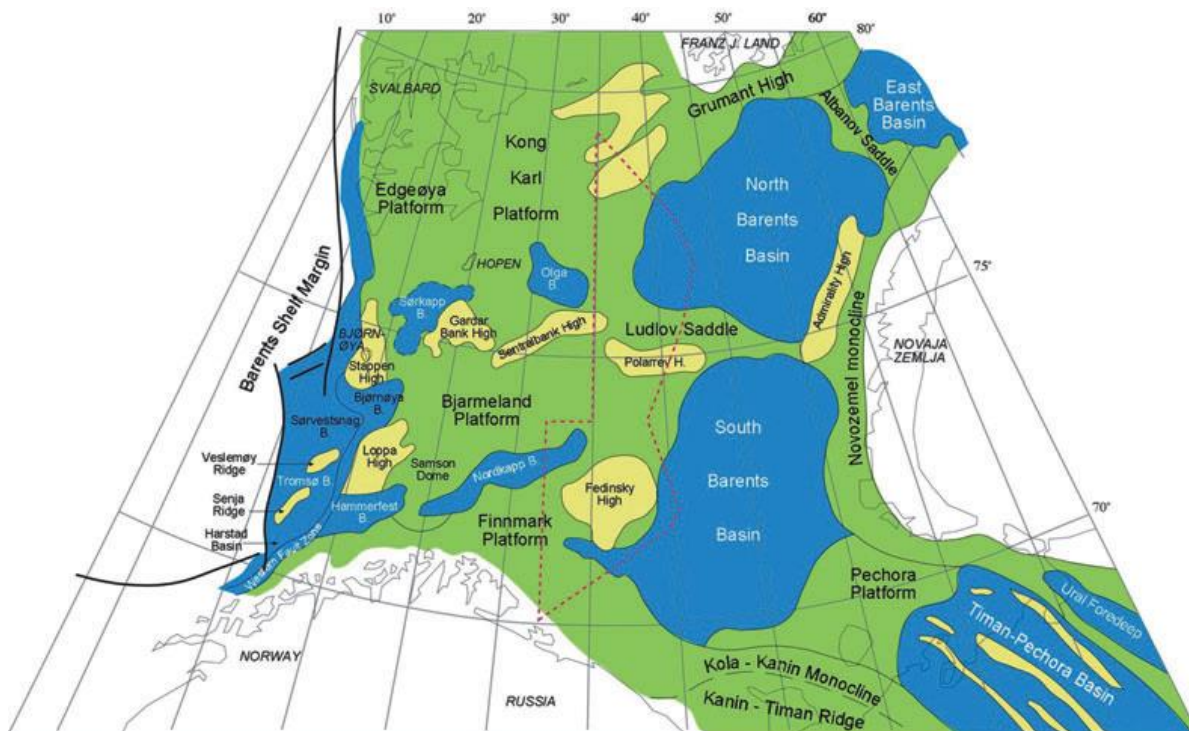 10°
20°
30°
40°
50°
60°
80°
FRANZ J. LAND
SVALBARD
Grumant High
East
Barents
Basin
Albanov Saddle
Kong
Karl
Platform
Edgeøya
Platform
North
Barents
Basin
HOPEN
Olga
B.
75°
Barents Shelf Margin
Sørkapp
B.
Gardar
Bank High
Sentralbank High
Ludlov Saddle
Admirality High
BJØRN-
ØYA
Stappen
High
Polarrev H.
NOVAJA
ZEMLJA
Novozemel monocline
Bjørnøya
B.
Bjarmeland
Platform
Sørvestsnag
B.
South
Barents
Basin
Veslemøy
Ridge
Loppa
High
Samson
Dome
Nordkapp B.
Tromsø B.
Fedinsky
High
Senja
Ridge
Hammerfest
B.
70°
Finnmark
Platform
Harstad
Basin
Pechora
Platform
Ural Foredeep
Timan-Pechora Basin
NORWAY
Kola - Kanin Monocline
Kanin - Timan Ridge
RUSSIA